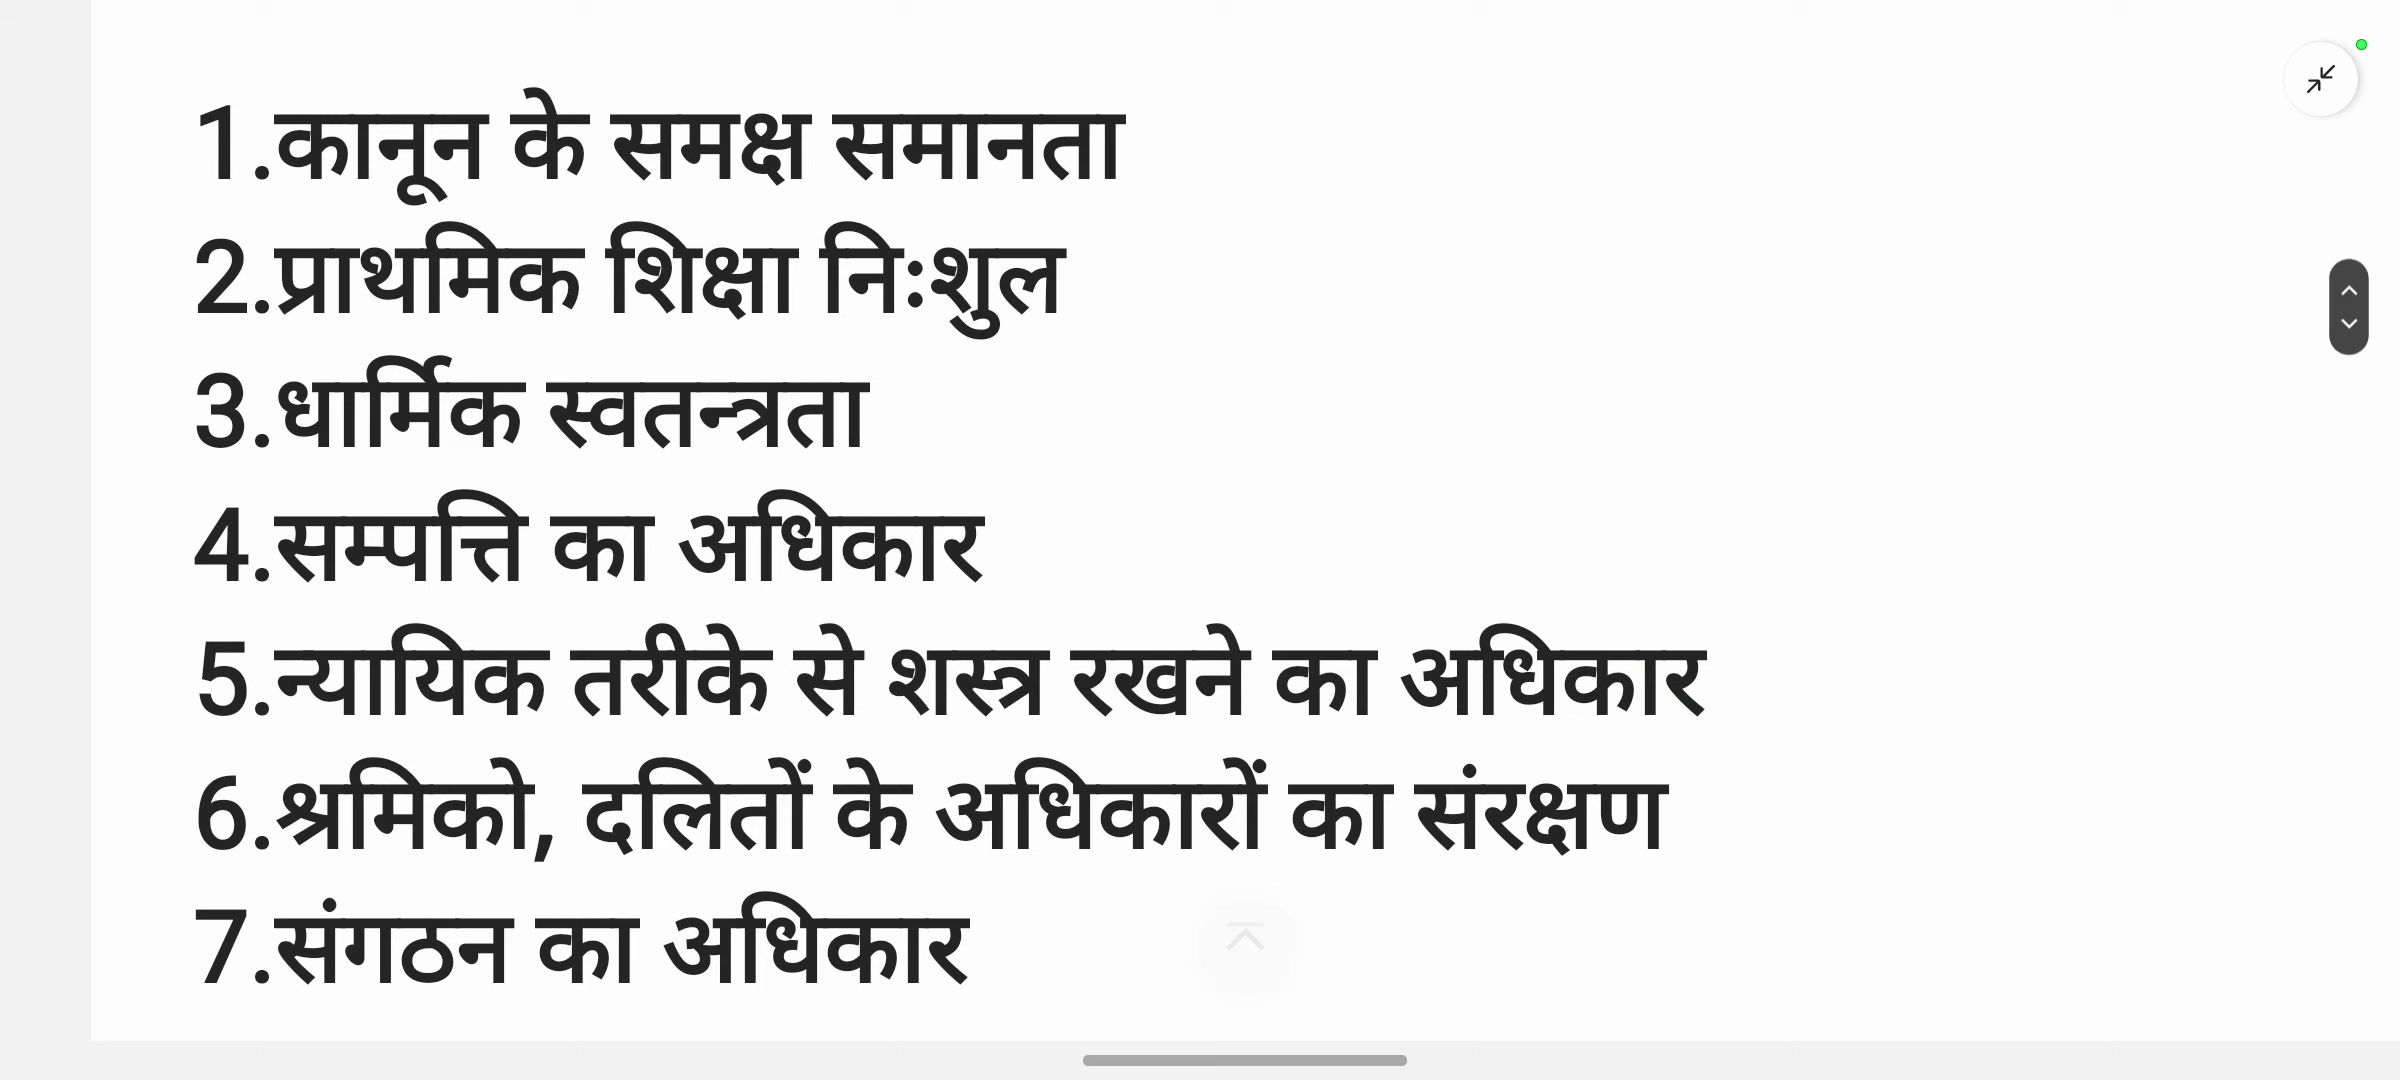 1.कानून के समक्ष समानता
2.प्राथमिक शिक्षा निःशुल
3.धार्मिक स्वतन्त्रता
4.सम्पत्ति का अधिकार
5.न्यायिक तरीके से शस्त्र रखने का अधिकार
6.श्रमिको, दलितों के अधिकारों का संरक्षण
7.संगठन का अधिकार